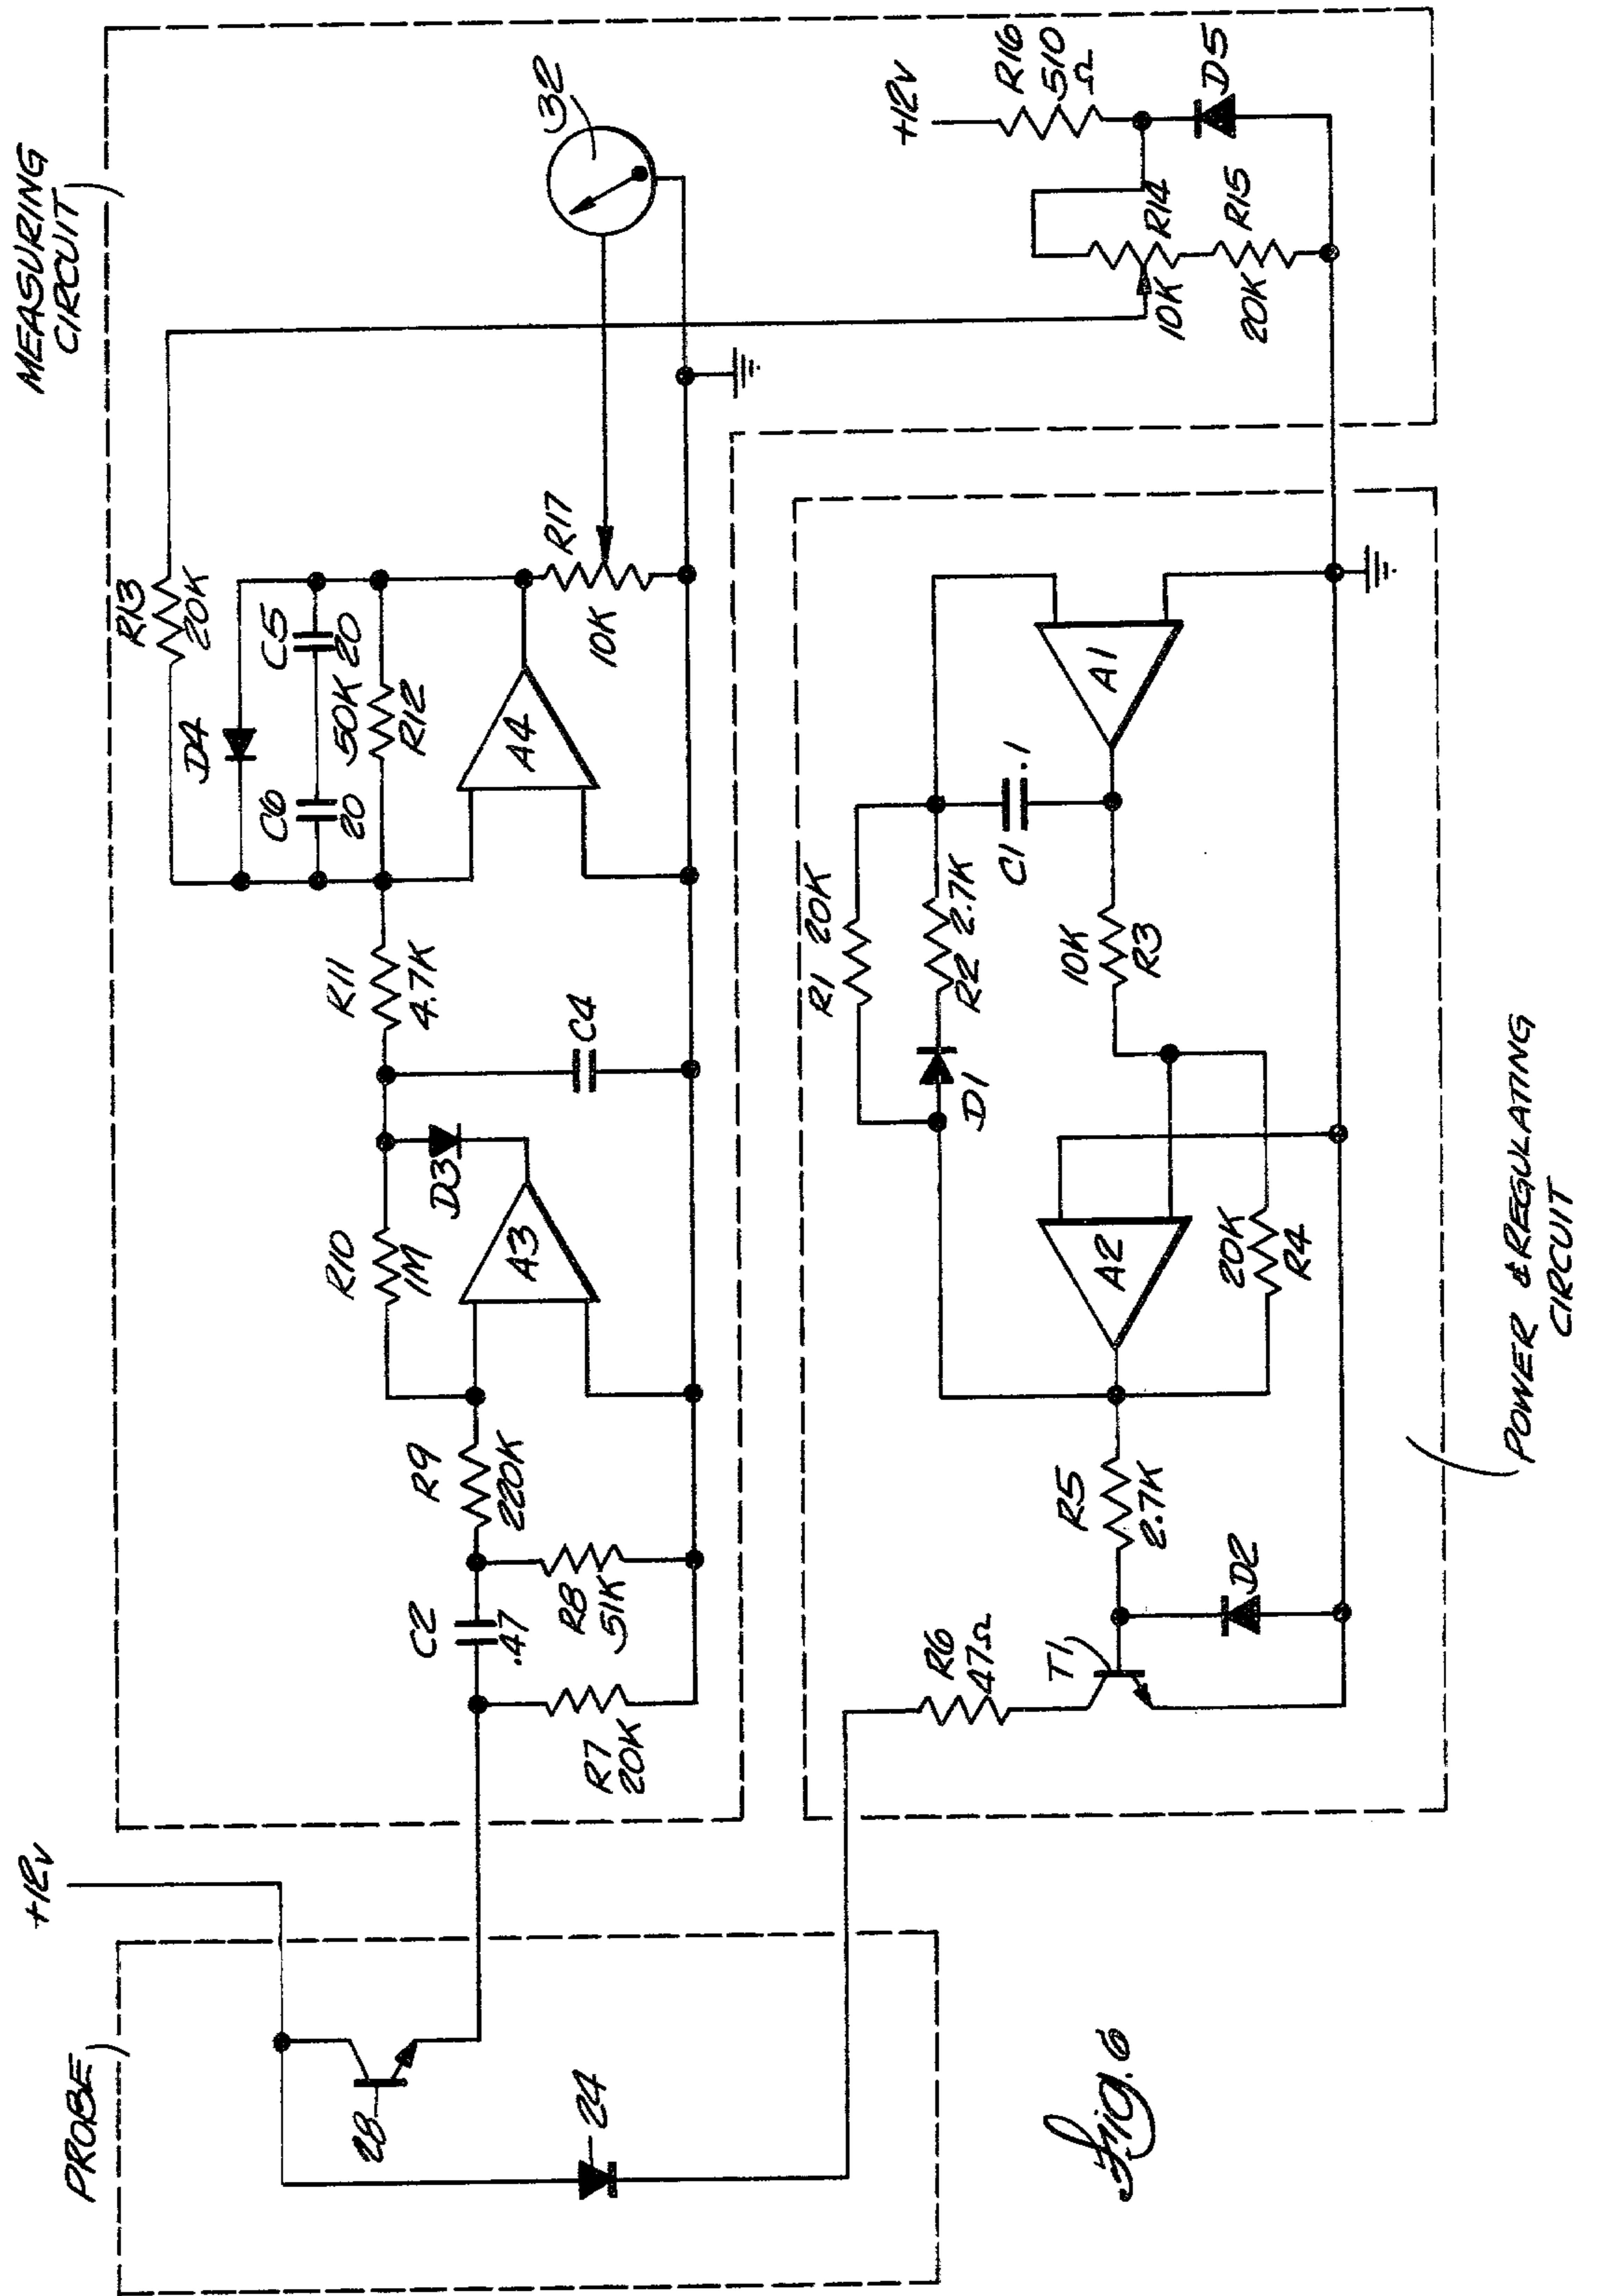 PROBE
+12v
28
24
MEASURING
CIRCUIT
R7
20K
C2
.47
R8
51K
R9
220K
R10
1M
A3
D3
C4
R11
4.7K
R13
20K
D4
C6
20
C5
20
50K
R12
A4
R17
10K
32
+12v
R16
510
Ω
D5
R14
10K
R15
20K
POWER & REGULATING
CIRCUIT
R6
47Ω
T1
D2
R5
2.7K
A2
20K
R4
D1
R1 20K
R2 2.7K
C1 .1
10K
R3
A1
Fig. 6